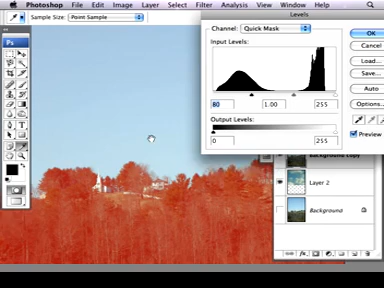 Photoshop File Edit Image Layer Select Filter Analysis View Window Help
Sample Size: Point Sample
Levels
Channel: Quick Mask
Input Levels:
80 1.00 255
Output Levels:
0 255
OK
Cancel
Load...
Save...
Auto
Options...
Preview
Ps
Background copy
Layer 2
Background
fx